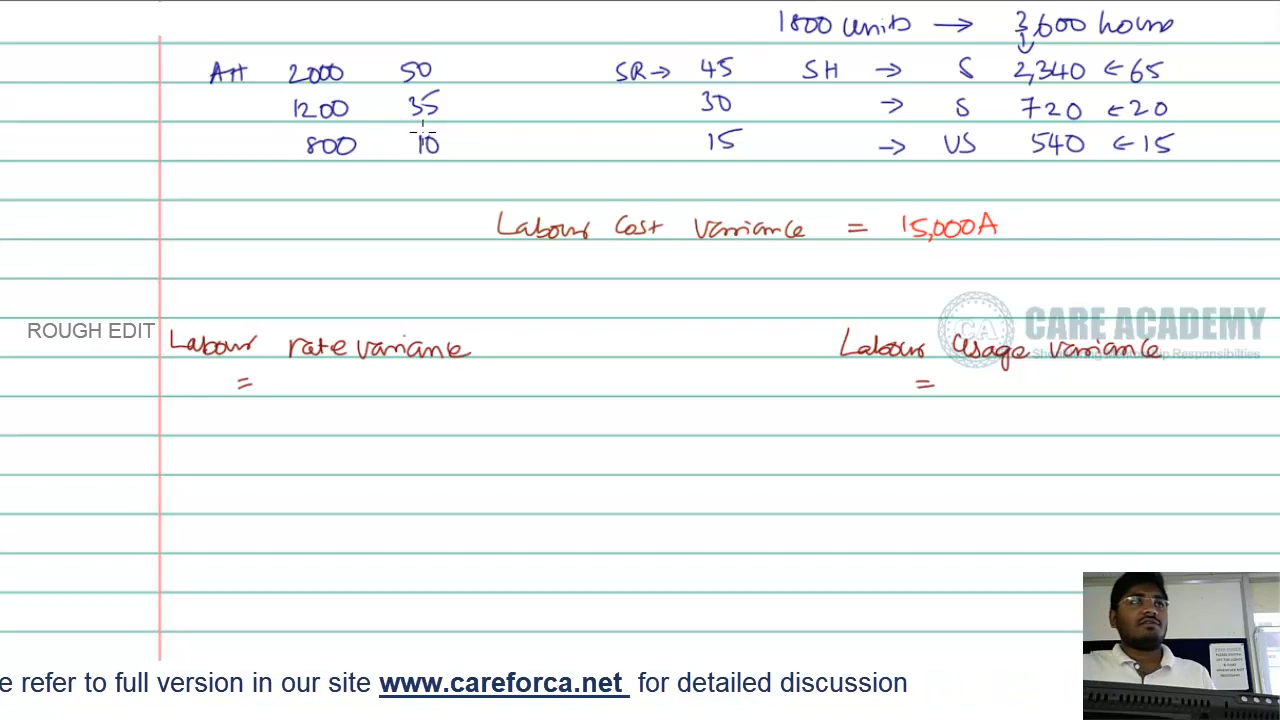 1800 units → 3,600 hours
AH 2000 50 SR → 45 SH → S 2,340 ← 65
1200 35 30 → S 720 ← 20
800 10 15 → US 540 ← 15
Labour Cost Variance = 15,000A
ROUGH EDIT
Labour rate variance
=
CA CARE ACADEMY
Labour usage variance
=
e refer to full version in our site www.careforca.net for detailed discussion